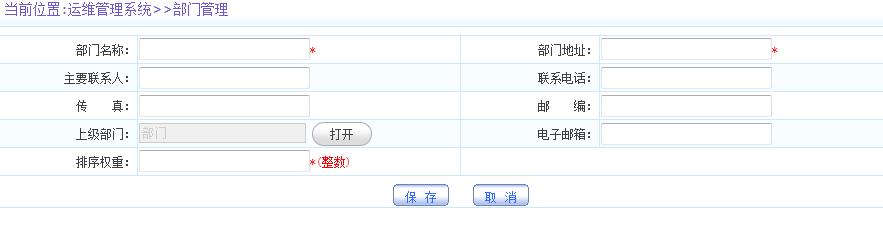 当前位置:运维管理系统>>部门管理
部门名称: * 部门地址: *
主要联系人: 联系电话:
传 真: 邮 编:
上级部门: 部门 打开 电子邮箱:
排序权重: *(整数)
保 存 取 消